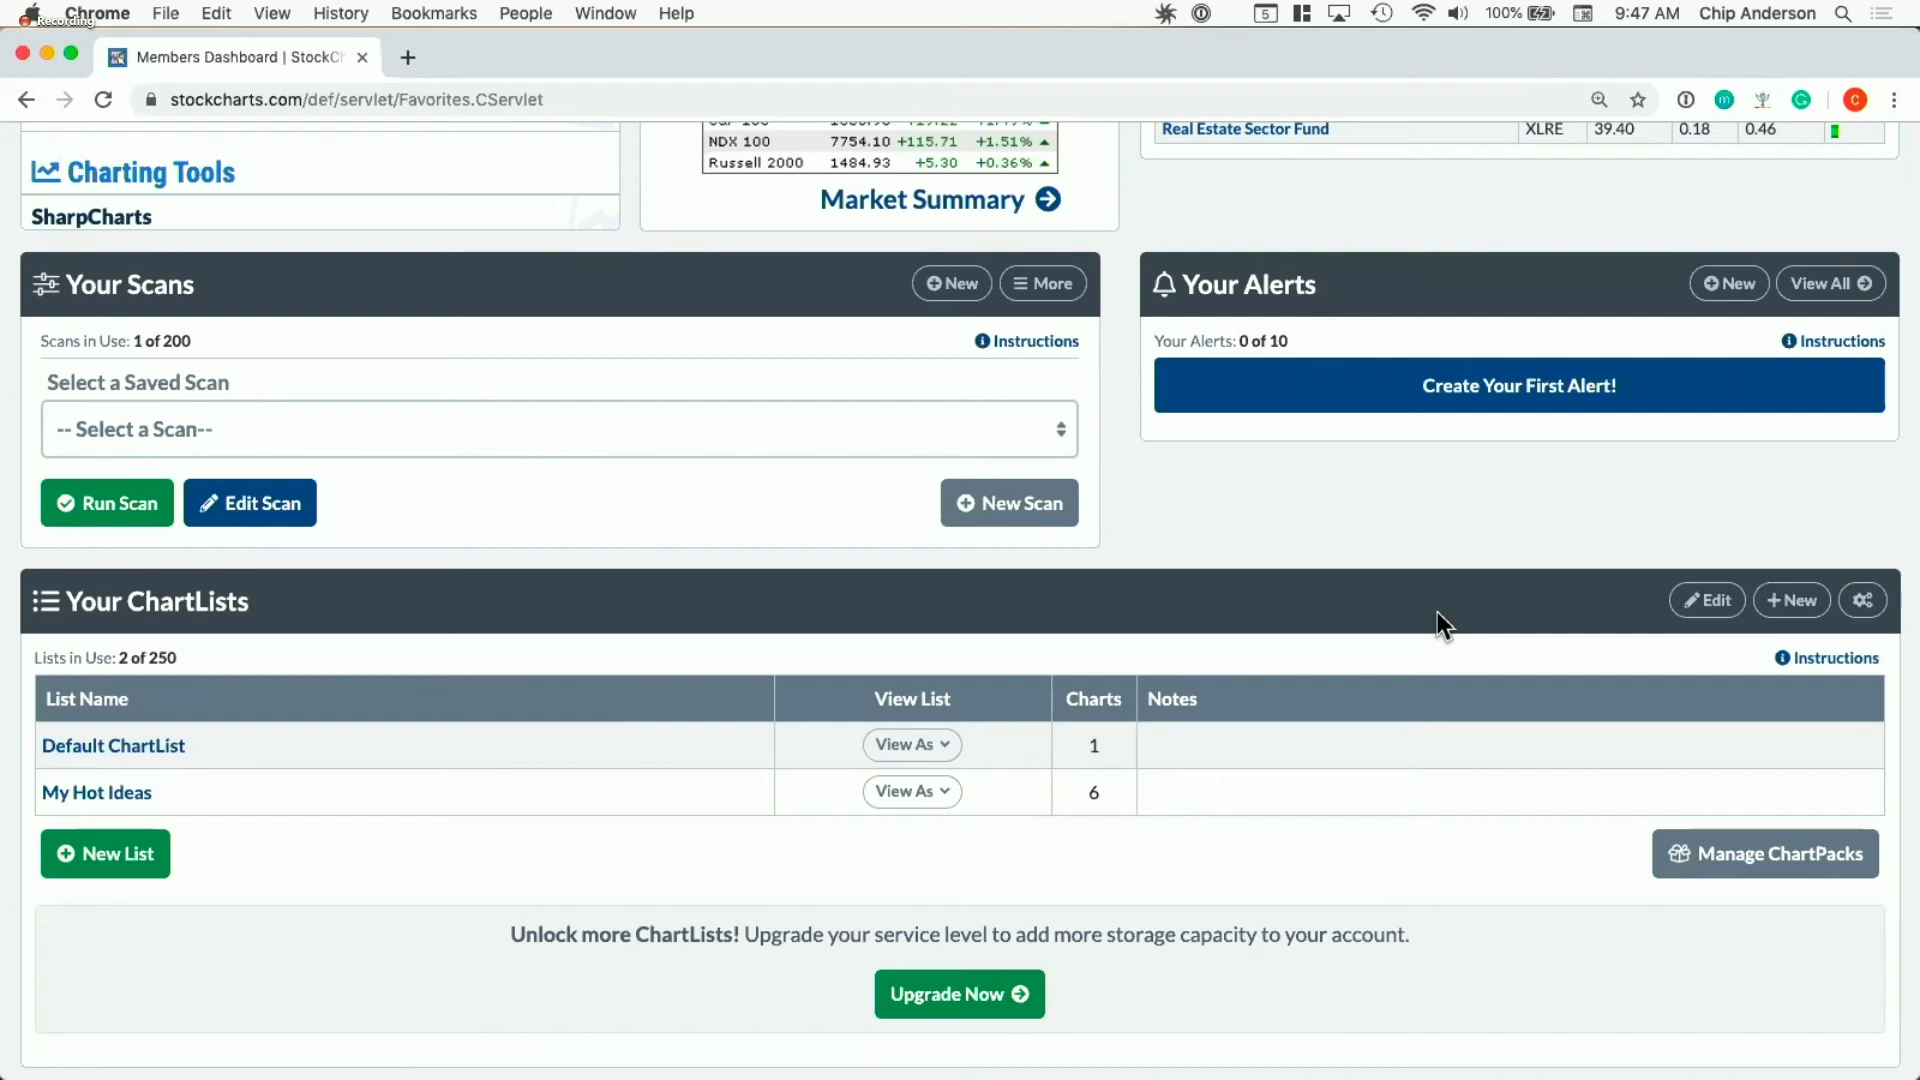 Chrome File Edit View History Bookmarks People Window Help 5 100% 9:47 AM Chip Anderson
Recording
Members Dashboard | StockCh
stockcharts.com/def/servlet/Favorites.CServlet m C
NDX 100 7754.10 +115.71 +1.51%
Russell 2000 1484.93 +5.30 +0.36%
Real Estate Sector Fund XLRE 39.40 0.18 0.46
Charting Tools
Market Summary
SharpCharts
Your Scans New More
Scans in Use: 1 of 200 Instructions
Select a Saved Scan
-- Select a Scan--
Run Scan Edit Scan New Scan
Your Alerts New View All
Your Alerts: 0 of 10 Instructions
Create Your First Alert!
Your ChartLists Edit New
Lists in Use: 2 of 250 Instructions
List Name View List Charts Notes
Default ChartList View As 1
My Hot Ideas View As 6
New List Manage ChartPacks
Unlock more ChartLists! Upgrade your service level to add more storage capacity to your account.
Upgrade Now